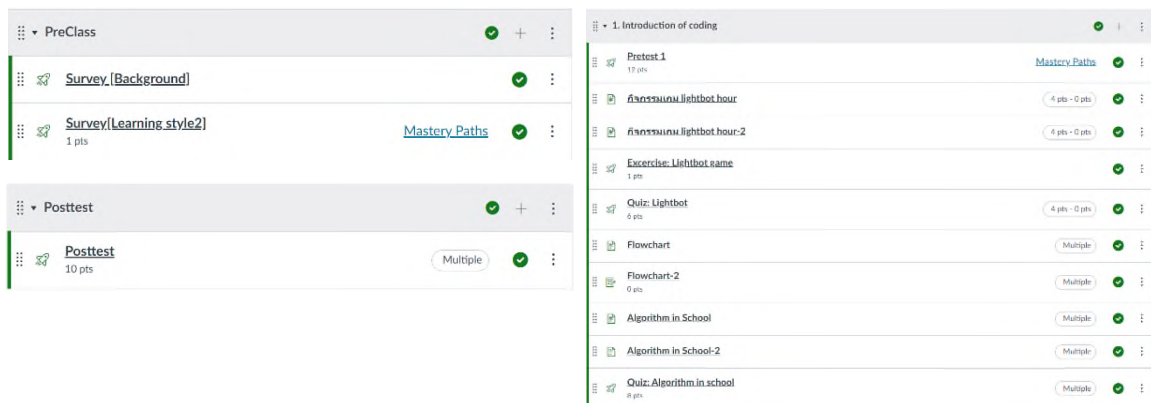 PreClass
Survey [Background]
Survey[Learning style2]
Mastery Paths
1 pts
Posttest
Posttest
Multiple
10 pts
1. Introduction of coding
Pretest 1
Mastery Paths
12 pts
กิจกรรมเกม lightbot hour
4 pts - 0 pts
กิจกรรมเกม lightbot hour-2
4 pts - 0 pts
Excercise: Lightbot game
1 pts
Quiz: Lightbot
4 pts - 0 pts
6 pts
Flowchart
Multiple
Flowchart-2
Multiple
0 pts
Algorithm in School
Multiple
Algorithm in School-2
Multiple
Quiz: Algorithm in school
Multiple
8 pts